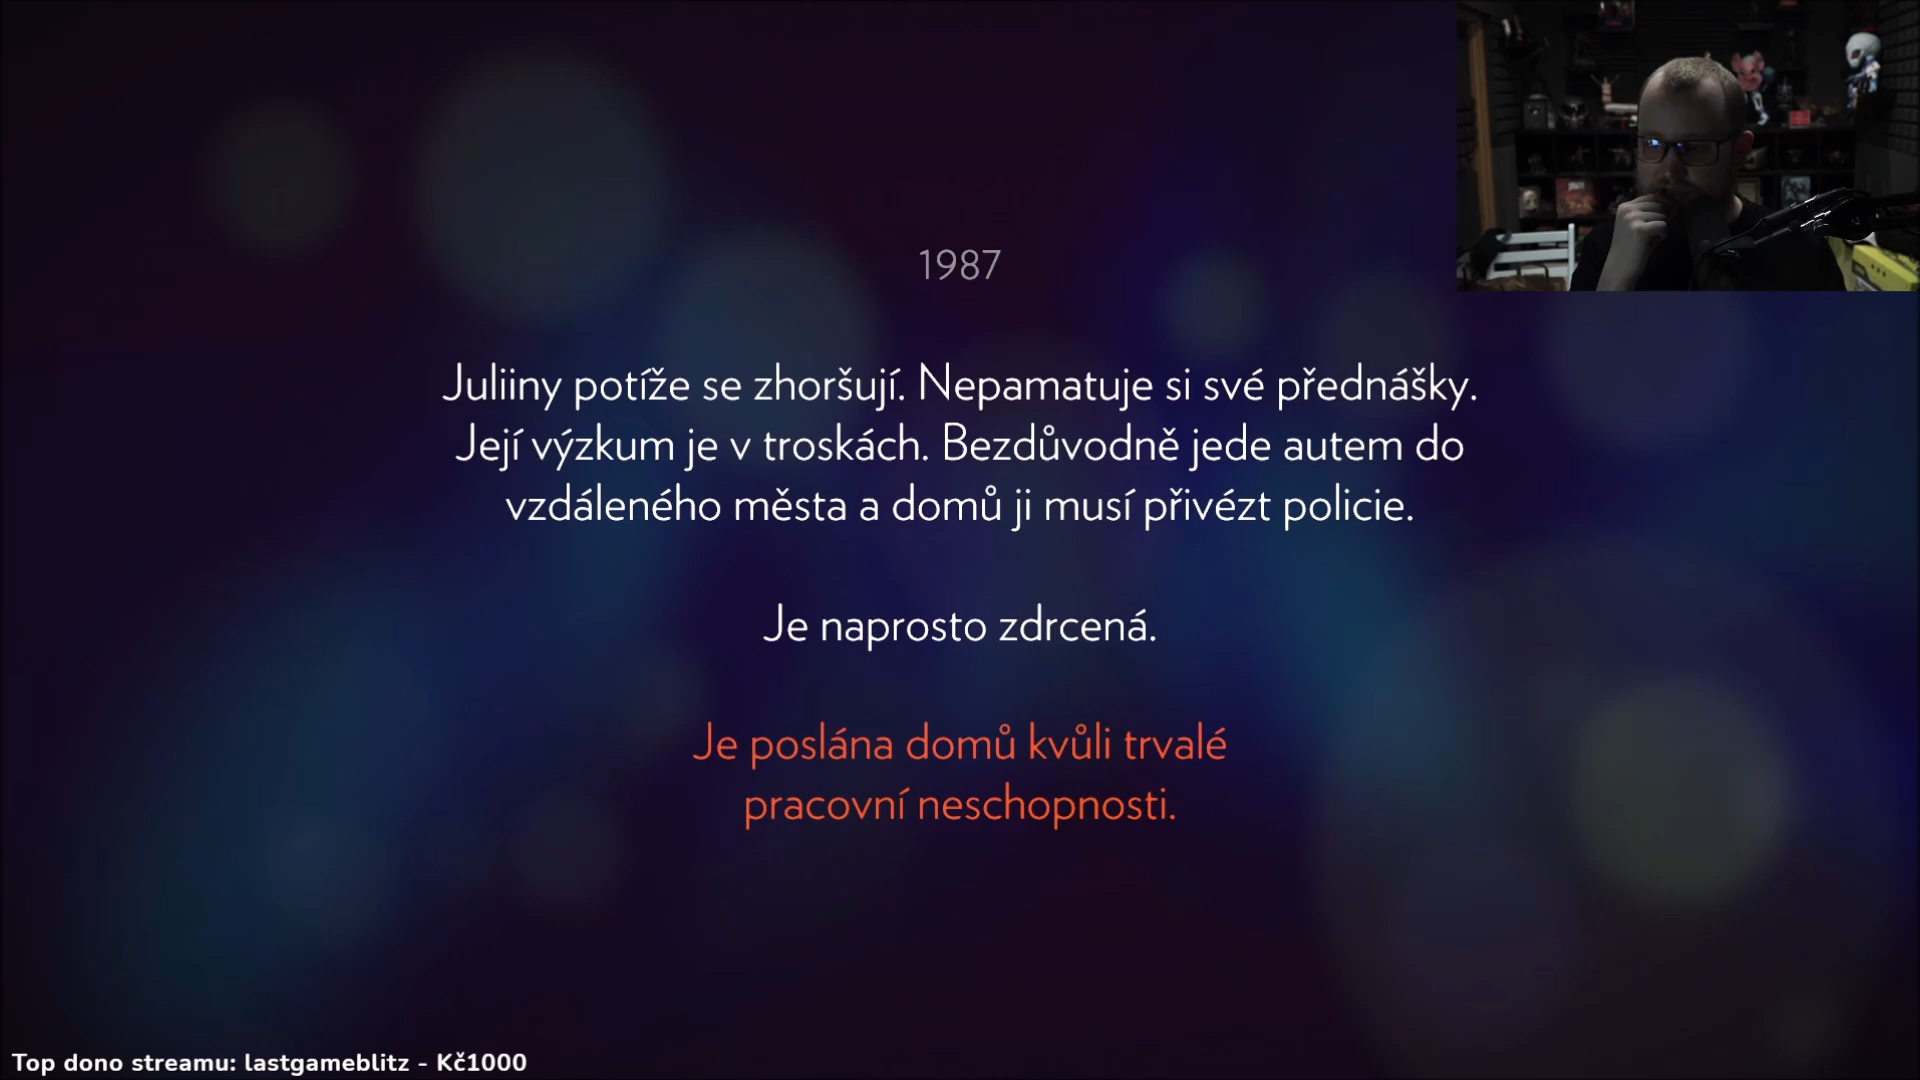 1987
Juliiny potíže se zhoršují. Nepamatuje si své přednášky.
Její výzkum je v troskách. Bezdůvodně jede autem do
vzdáleného města a domů ji musí přivézt policie.
Je naprosto zdrcená.
Je poslána domů kvůli trvalé
pracovní neschopnosti.
Top dono streamu: lastgameblitz - Kč1000